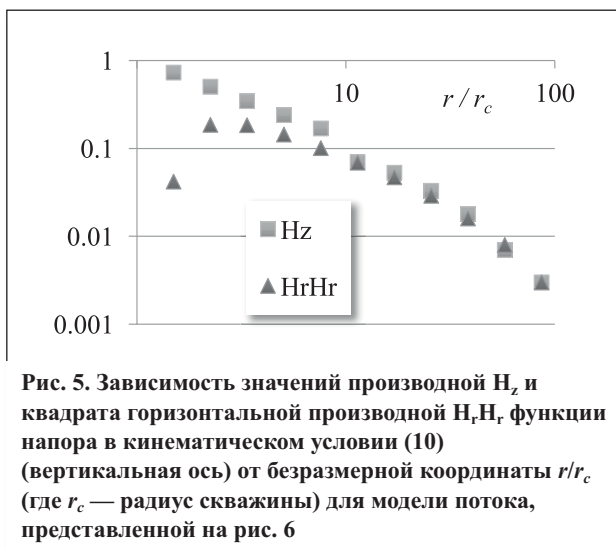 1
10
r / r_c
100
0.1
Hz
HrHr
0.01
0.001
Рис. 5. Зависимость значений производной H_z и
квадрата горизонтальной производной H_rH_r функции
напора в кинематическом условии (10)
(вертикальная ось) от безразмерной координаты r/r_c
(где r_c — радиус скважины) для модели потока,
представленной на рис. 6